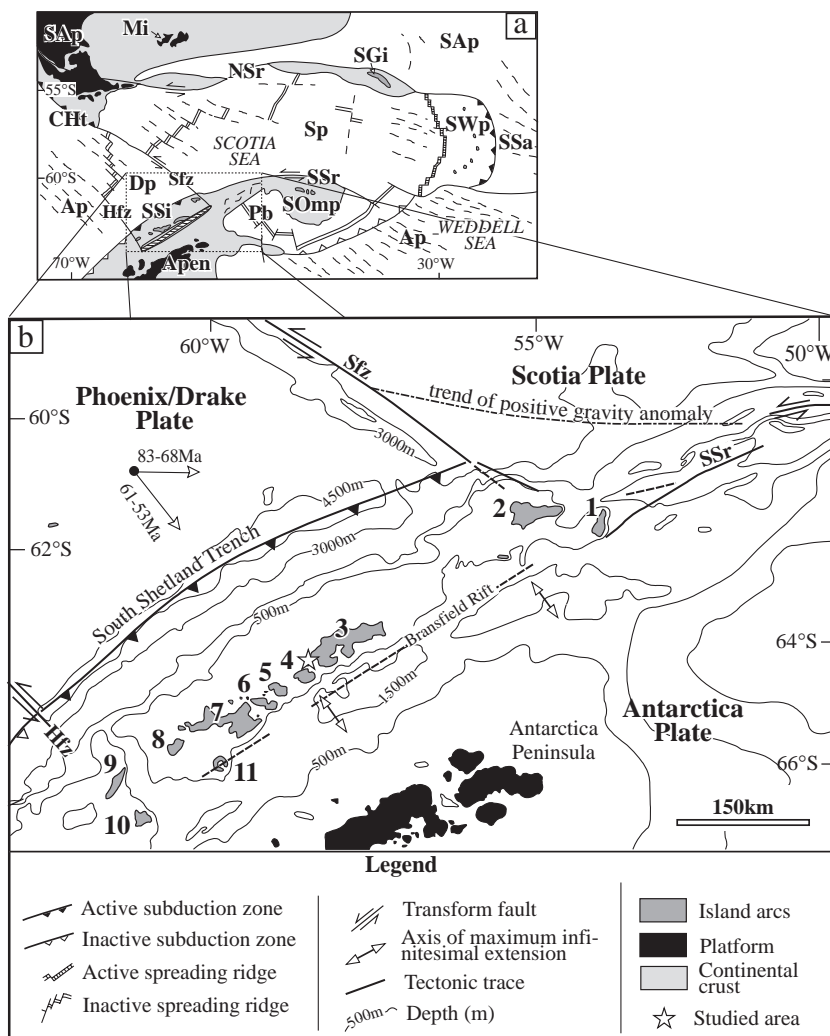 a
SAp
Mi
SAp
SGi
NSr
55°S
CHt
Sp
SWp
SSa
SCOTIA
SEA
60°S
Dp
Sfz
SSr
Ap
Hfz
SSi
Pb
SOmp
WEDDELL
SEA
Ap
70°W
Apen
30°W
b
60°W
55°W
50°W
Sfz
Scotia Plate
Phoenix/Drake
Plate
trend of positive gravity anomaly
60°S
3000m
83-68Ma
61-53Ma
SSr
4500m
2
1
62°S
South Shetland Trench
3000m
500m
Bransfield Rift
3
64°S
4
5
6
1500m
7
Hfz
8
Antarctica
Plate
Antarctica
Peninsula
500m
9
11
66°S
10
150km
Legend
Active subduction zone
Inactive subduction zone
Active spreading ridge
Inactive spreading ridge
Transform fault
Axis of maximum infi-
nitesimal extension
Tectonic trace
500m
Depth (m)
Island arcs
Platform
Continental
crust
Studied area